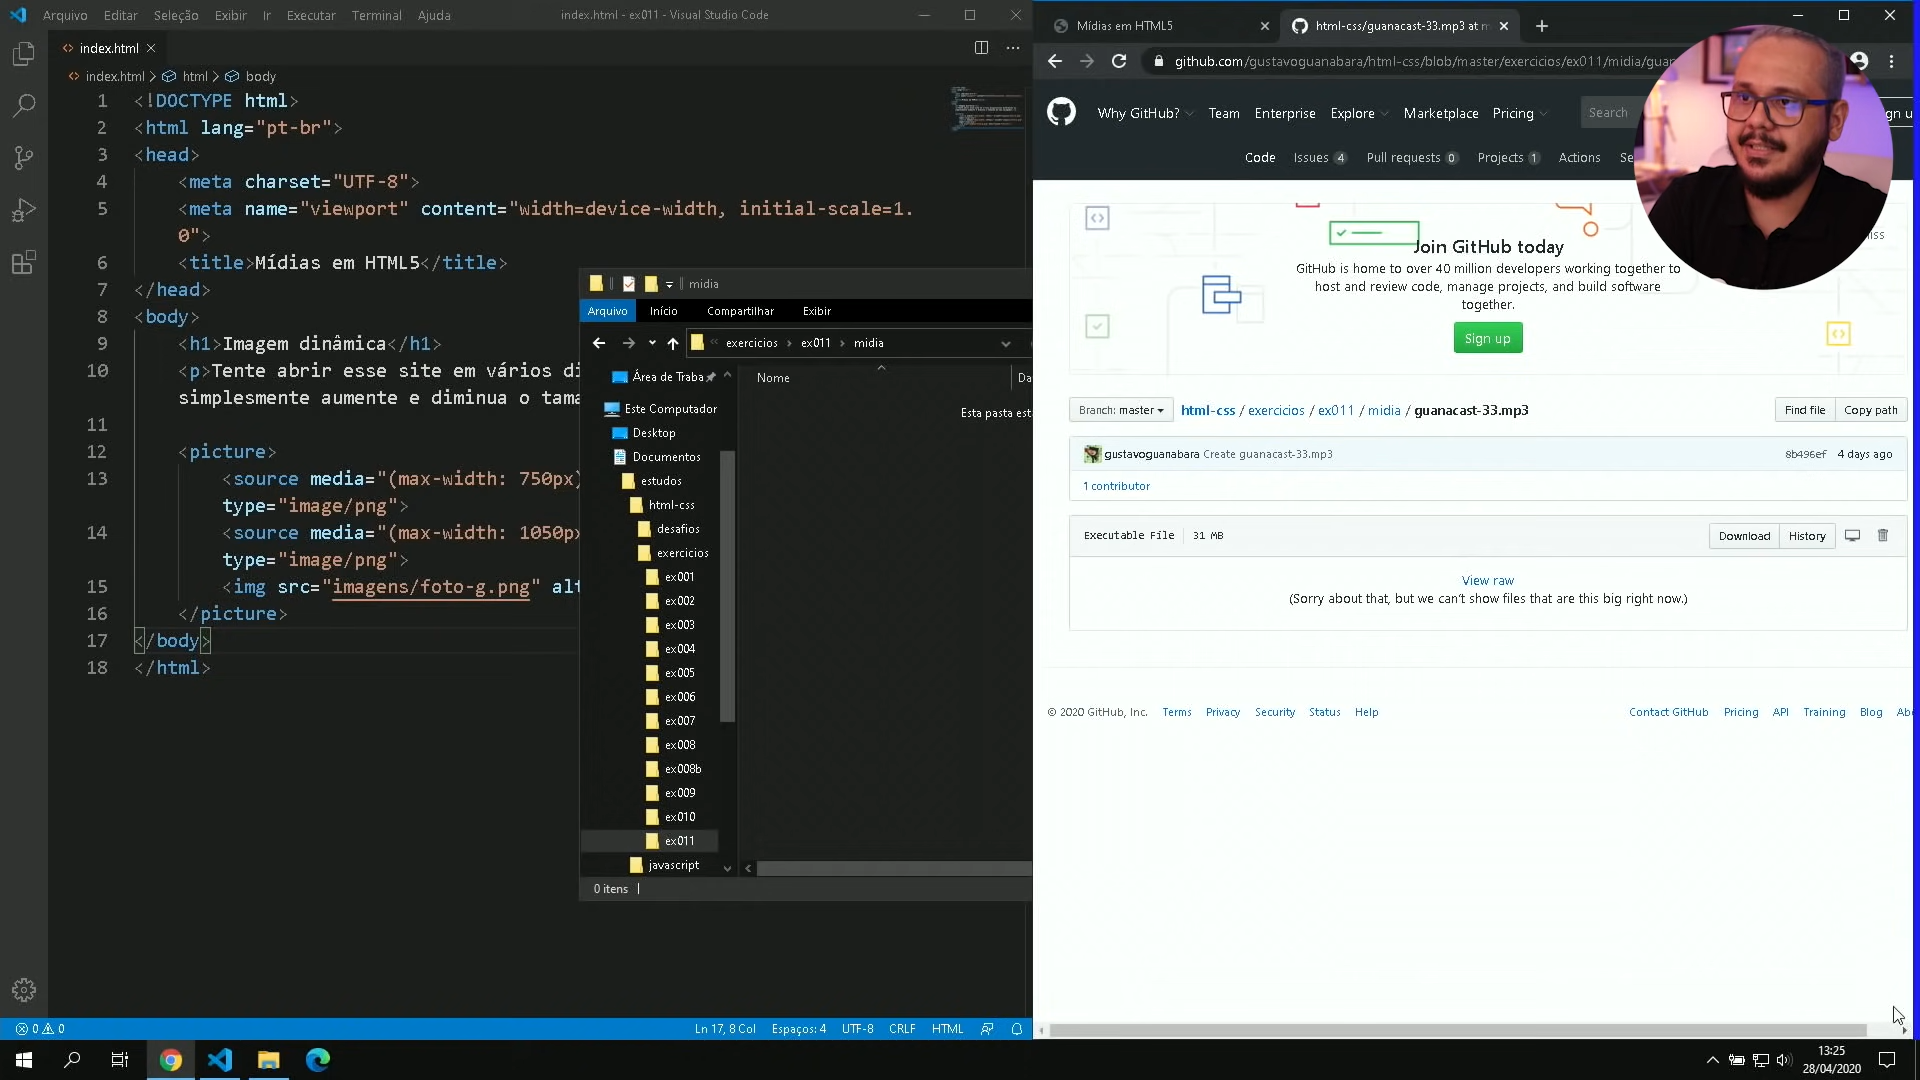 Arquivo Editar Seleção Exibir Ir Executar Terminal Ajuda
index.html - ex011 - Visual Studio Code
index.html
index.html > html > body
1 <!DOCTYPE html>
2 <html lang="pt-br">
3 <head>
4 <meta charset="UTF-8">
5 <meta name="viewport" content="width=device-width, initial-scale=1.
0">
6 <title>Mídias em HTML5</title>
7 </head>
8 <body>
9 <h1>Imagem dinâmica</h1>
10 <p>Tente abrir esse site em vários di
simplesmente aumente e diminua o tama
11
12 <picture>
13 <source media="(max-width: 750px)
type="image/png">
14 <source media="(max-width: 1050px
type="image/png">
15 <img src="imagens/foto-g.png" alt
16 </picture>
17 </body>
18 </html>
midia
Arquivo Início Compartilhar Exibir
exercicios > ex011 > midia
Área de Traba
Este Computador
Desktop
Documentos
estudos
html-css
desafios
exercicios
ex001
ex002
ex003
ex004
ex005
ex006
ex007
ex008
ex008b
ex009
ex010
ex011
javascript
Nome
Da
Esta pasta est
0 itens
0 0
Ln 17, 8 Col Espaços: 4 UTF-8 CRLF HTML
Mídias em HTML5
html-css/guanacast-33.mp3 at m
github.com/gustavoguanabara/html-css/blob/master/exercicios/ex011/midia/guan
Why GitHub? Team Enterprise Explore Marketplace Pricing
Search
gn u
Code Issues 4 Pull requests 0 Projects 1 Actions Se
iss
Join GitHub today
GitHub is home to over 40 million developers working together to
host and review code, manage projects, and build software
together.
Sign up
Branch: master
html-css / exercicios / ex011 / midia / guanacast-33.mp3
Find file Copy path
gustavoguanabara Create guanacast-33.mp3
8b496ef 4 days ago
1 contributor
Executable File 31 MB
Download History
View raw
(Sorry about that, but we can't show files that are this big right now.)
© 2020 GitHub, Inc. Terms Privacy Security Status Help
Contact GitHub Pricing API Training Blog Abo
13:25
28/04/2020